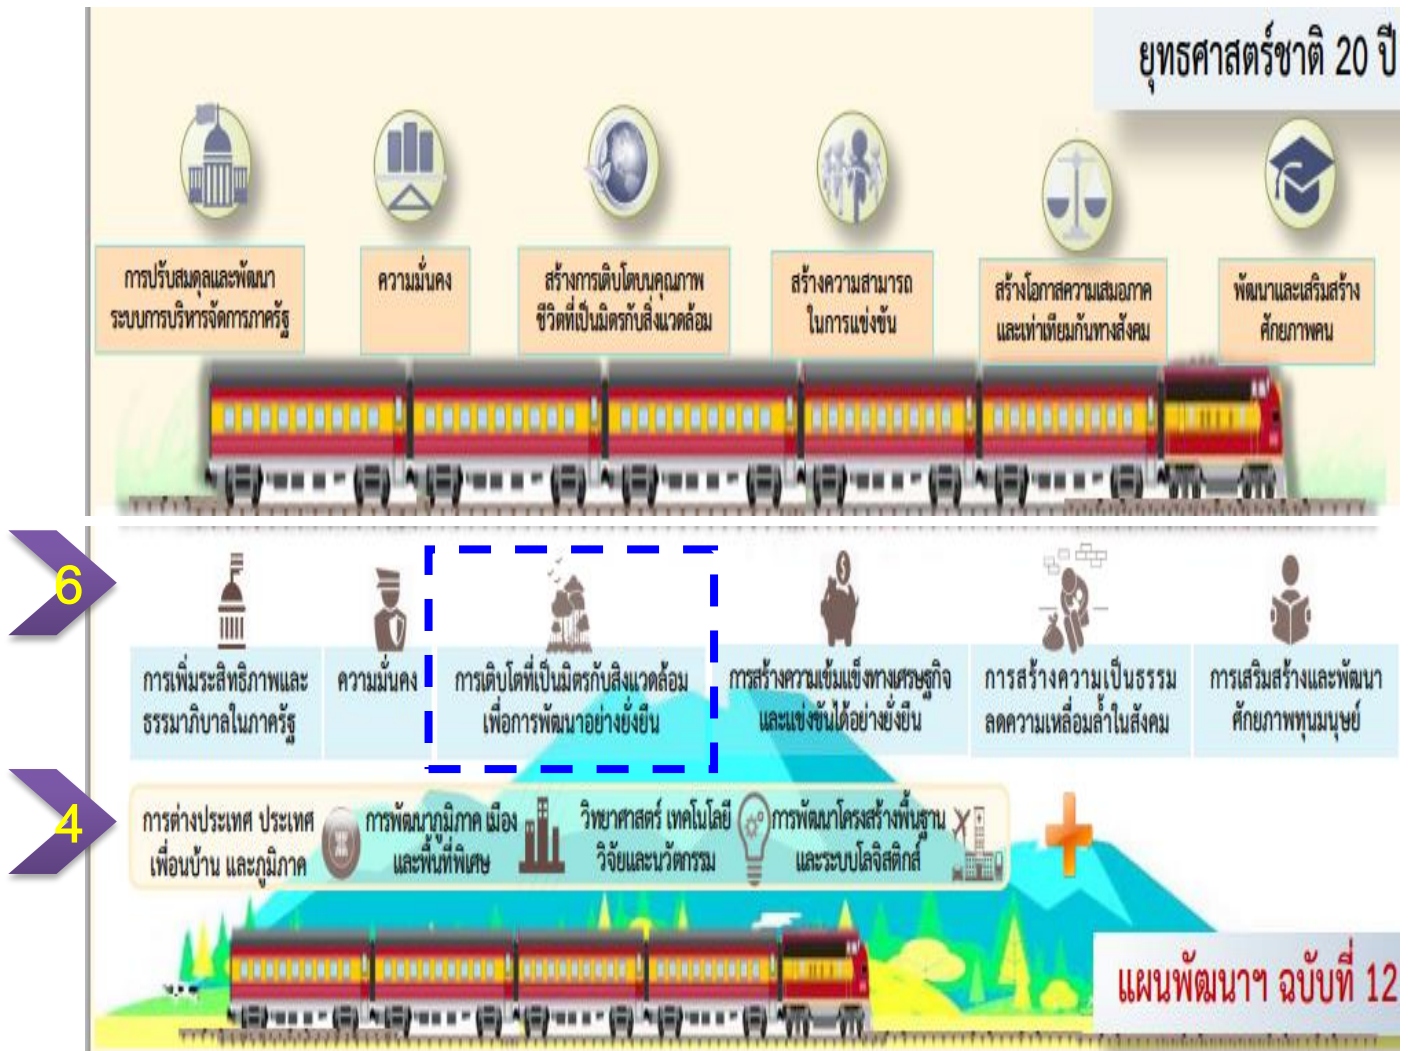 ยุทธศาสตร์ชาติ 20 ปี
การปรับสมดุลและพัฒนา
ระบบการบริหารจัดการภาครัฐ
ความมั่นคง
สร้างการเติบโตบนคุณภาพ
ชีวิตที่เป็นมิตรกับสิ่งแวดล้อม
สร้างความสามารถ
ในการแข่งขัน
สร้างโอกาสความเสมอภาค
และเท่าเทียมกันทางสังคม
พัฒนาและเสริมสร้าง
ศักยภาพคน
6
การเพิ่มระสิทธิภาพและ
ธรรมาภิบาลในภาครัฐ
ความมั่นคง
การเติบโตที่เป็นมิตรกับสิ่งแวดล้อม
เพื่อการพัฒนาอย่างยั่งยืน
การสร้างความเข้มแข็งทางเศรษฐกิจ
และแข่งขันได้อย่างยั่งยืน
การสร้างความเป็นธรรม
ลดความเหลื่อมล้ำในสังคม
การเสริมสร้างและพัฒนา
ศักยภาพทุนมนุษย์
4
การต่างประเทศ ประเทศ
เพื่อนบ้าน และภูมิภาค
การพัฒนาภูมิภาค เมือง
และพื้นที่พิเศษ
วิทยาศาสตร์ เทคโนโลยี
วิจัยและนวัตกรรม
การพัฒนาโครงสร้างพื้นฐาน
และระบบโลจิสติกส์
แผนพัฒนาฯ ฉบับที่ 12